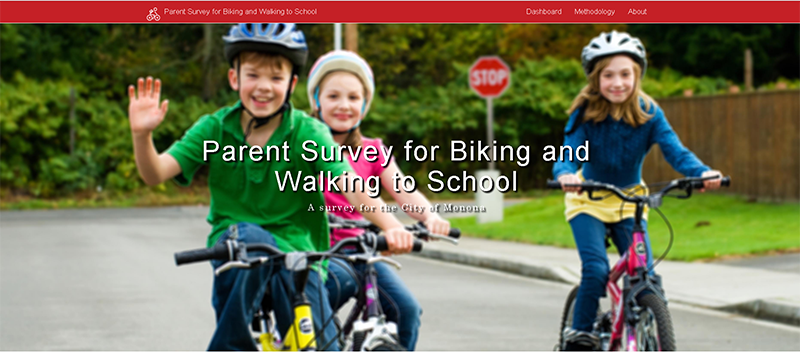 Parent Survey for Biking and Walking to School
Dashboard Methodology About
STOP
Parent Survey for Biking and
Walking to School
A survey for the City of Monona